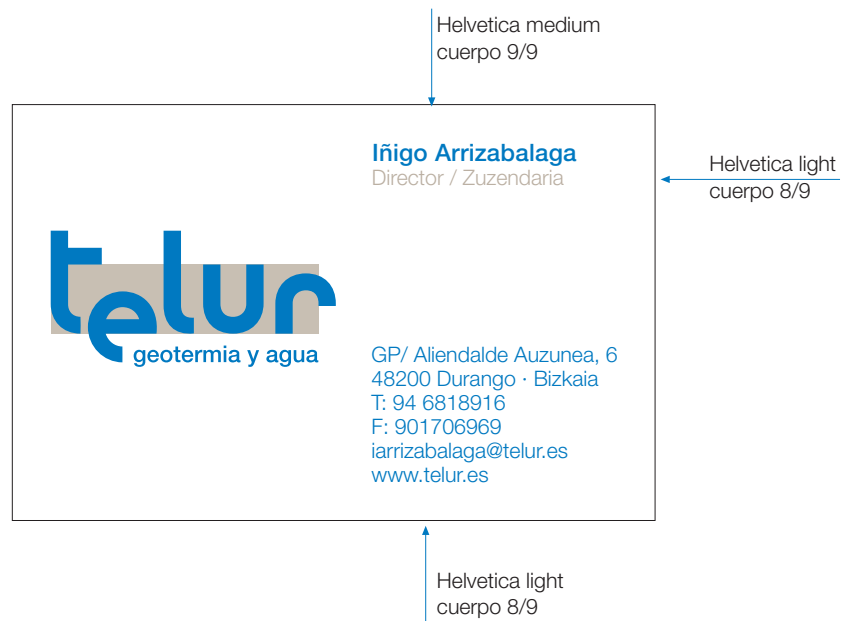 Helvetica medium
cuerpo 9/9
Iñigo Arrizabalaga
Director / Zuzendaria
Helvetica light
cuerpo 8/9
telur
geotermia y agua
GP/ Aliendalde Auzunea, 6
48200 Durango · Bizkaia
T: 94 6818916
F: 901706969
iarrizabalaga@telur.es
www.telur.es
Helvetica light
cuerpo 8/9